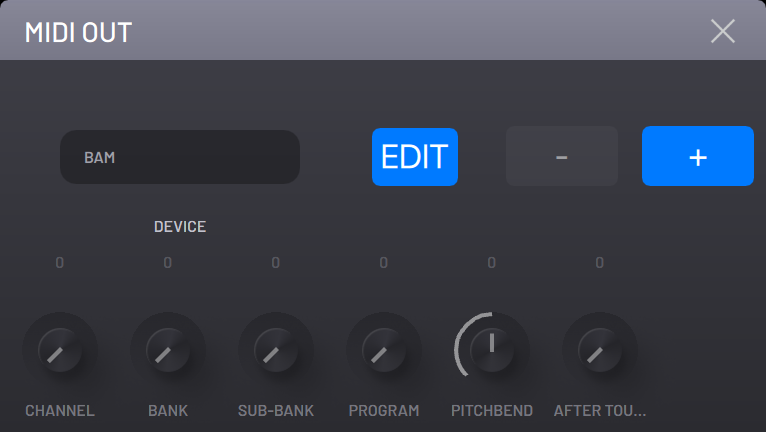 MIDI OUT
BAM
EDIT
-
+
DEVICE
0 0 0 0 0 0
CHANNEL BANK SUB-BANK PROGRAM PITCHBEND AFTER TOU...